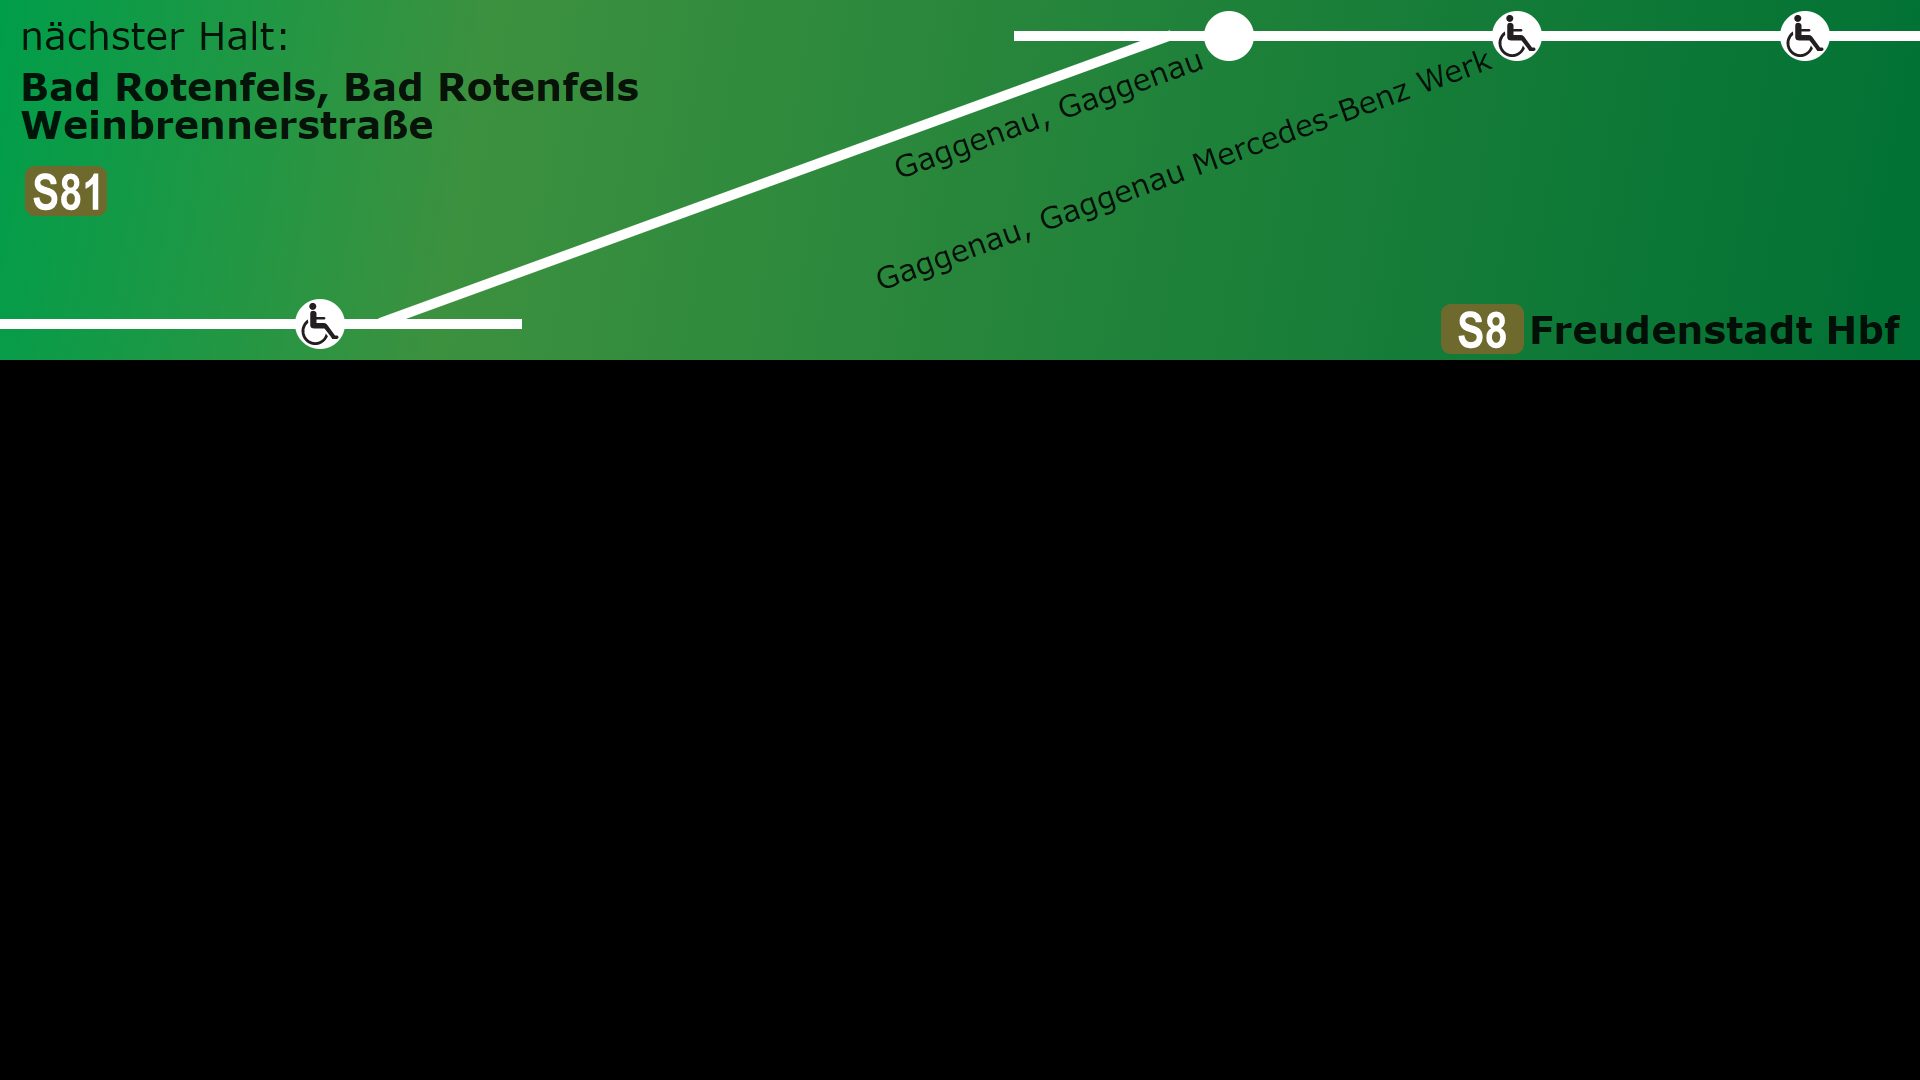 nächster Halt:
Bad Rotenfels, Bad Rotenfels
Weinbrennerstraße
S81
Gaggenau, Gaggenau
Gaggenau, Gaggenau Mercedes-Benz Werk
S8 Freudenstadt Hbf